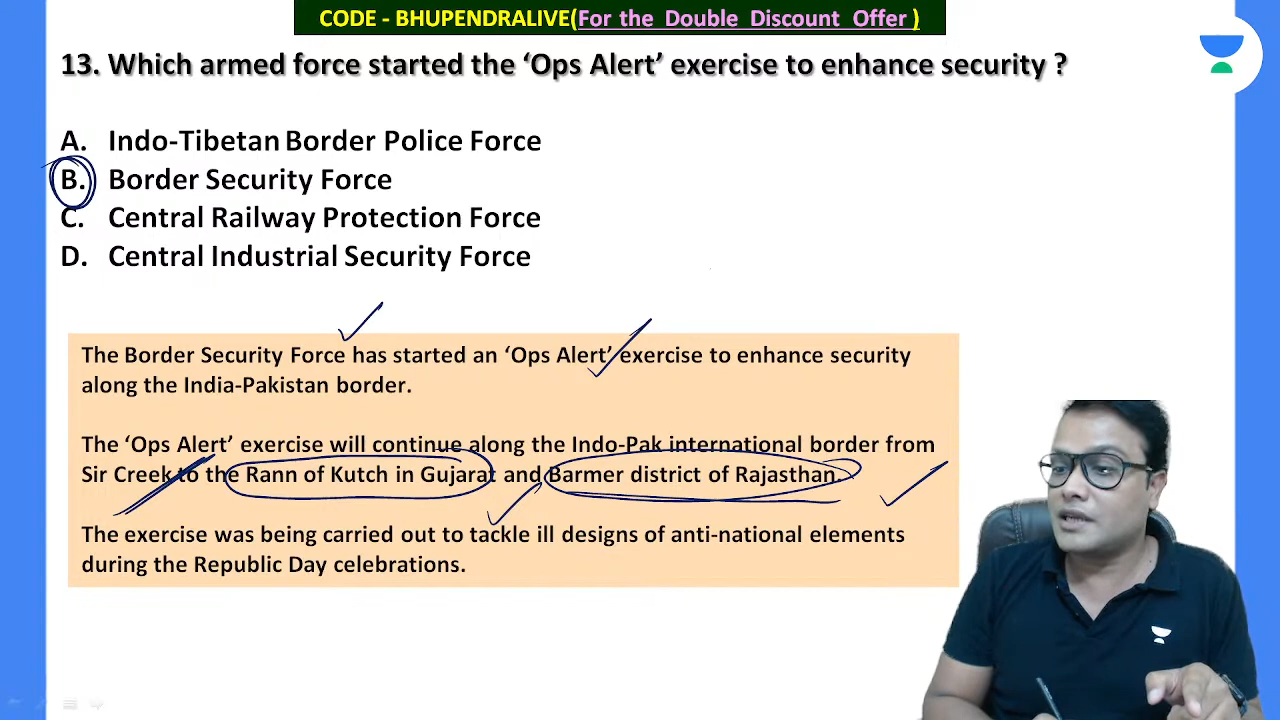 CODE - BHUPENDRALIVE(For the Double Discount Offer )
13. Which armed force started the ‘Ops Alert’ exercise to enhance security ?
A. Indo-Tibetan Border Police Force
B. Border Security Force
C. Central Railway Protection Force
D. Central Industrial Security Force
The Border Security Force has started an ‘Ops Alert’ exercise to enhance security
along the India-Pakistan border.
The ‘Ops Alert’ exercise will continue along the Indo-Pak international border from
Sir Creek to the Rann of Kutch in Gujarat and Barmer district of Rajasthan.
The exercise was being carried out to tackle ill designs of anti-national elements
during the Republic Day celebrations.